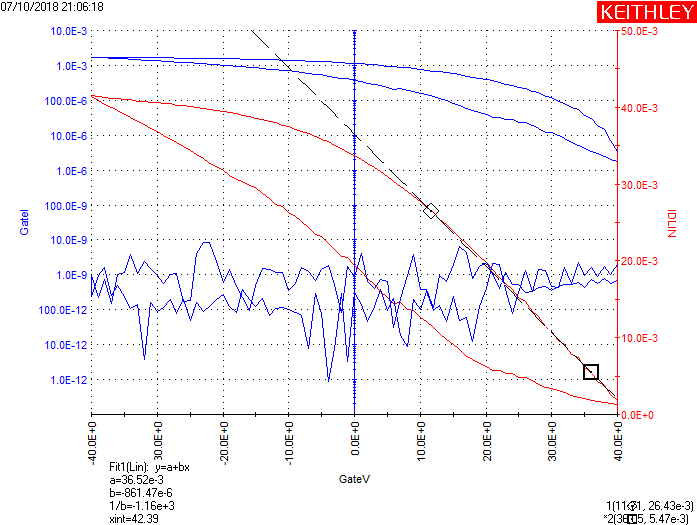 07/10/2018 21:06:18
KEITHLEY
10.0E-3
1.0E-3
100.0E-6
10.0E-6
1.0E-6
100.0E-9
10.0E-9
1.0E-9
100.0E-12
10.0E-12
1.0E-12
GateI
50.0E-3
40.0E-3
30.0E-3
20.0E-3
10.0E-3
0.0E+0
IDLIN
-40.0E+0
-30.0E+0
-20.0E+0
-10.0E+0
0.0E+0
10.0E+0
20.0E+0
30.0E+0
40.0E+0
GateV
Fit1(Lin): y=a+bx
a=36.52e-3
b=-861.47e-6
1/b=-1.16e+3
xint=42.39
26.43e-3)
5.47e-3)